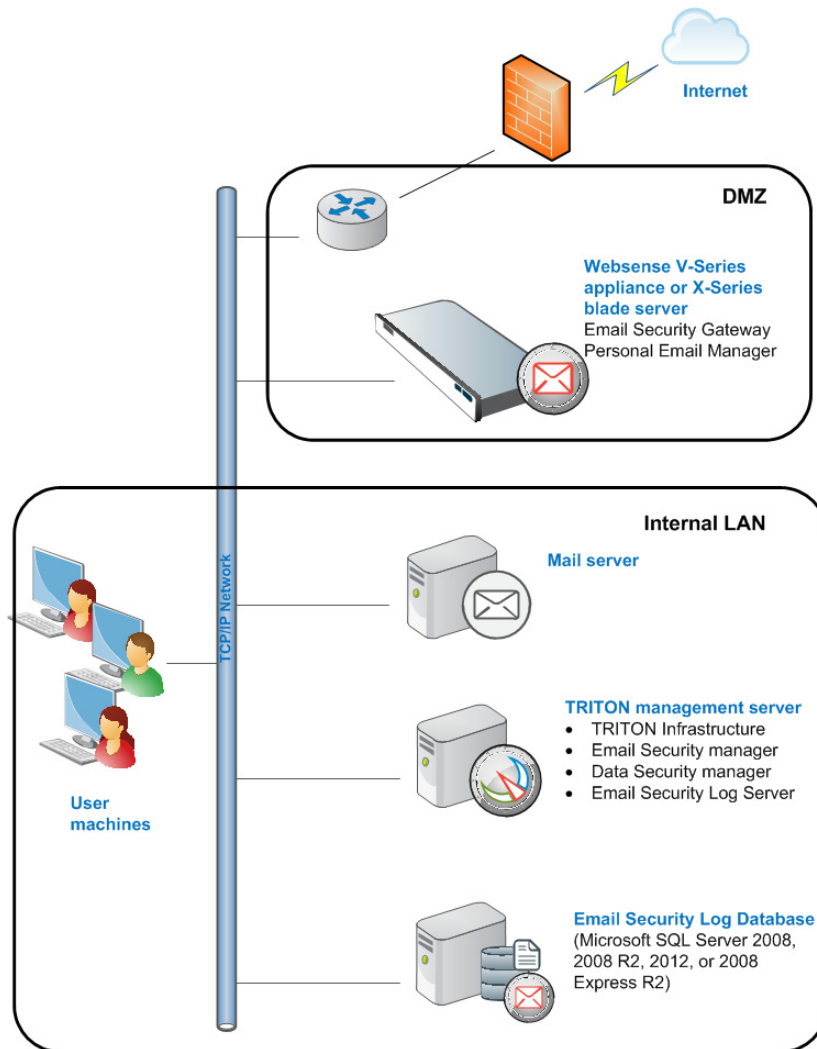 Internet
DMZ
Websense V-Series
appliance or X-Series
blade server
Email Security Gateway
Personal Email Manager
Internal LAN
Mail server
TCP/IP Network
TRITON management server
• TRITON Infrastructure
• Email Security manager
• Data Security manager
• Email Security Log Server
User
machines
Email Security Log Database
(Microsoft SQL Server 2008,
2008 R2, 2012, or 2008
Express R2)